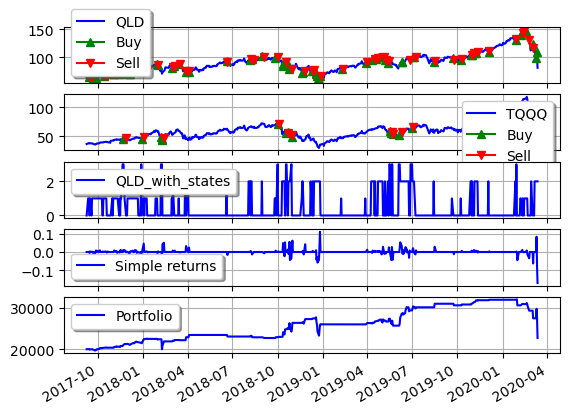 QLD
Buy
Sell
150
100
TQQQ
Buy
Sell
100
50
QLD_with_states
2
0
Simple returns
0.1
0.0
−0.1
Portfolio
30000
20000
2017-10
2018-01
2018-04
2018-07
2018-10
2019-01
2019-04
2019-07
2019-10
2020-01
2020-04